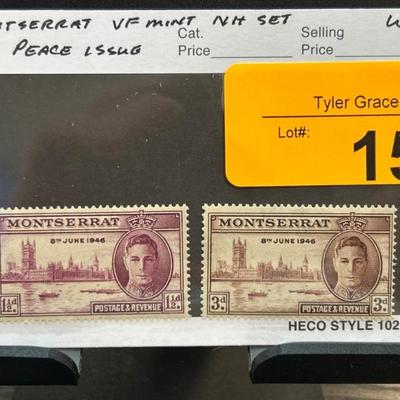 VF MINT NH SET
PEACE ISSUE
Cat.
Price
Selling
Price
Tyler Grace
Lot#:
15
MONTSERRAT
8TH JUNE 1946
1½d.
1½d.
POSTAGE & REVENUE
MONTSERRAT
8TH JUNE 1946
3d.
3d.
POSTAGE & REVENUE
HECO STYLE 102